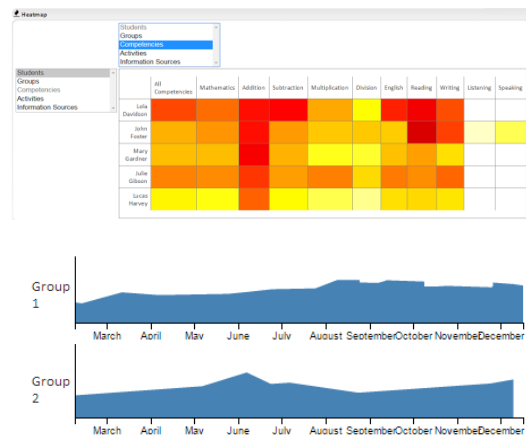 Heatmap
Students
Groups
Competencies
Activities
Information Sources
Students
Groups
Competencies
Activities
Information Sources
All Competencies Mathematics Addition Subtraction Multiplication Division English Reading Writing Listening Speaking
Lola Davidson
John Foster
Mary Gardner
Julie Gibson
Lucas Harvey
Group 1
March April May June July August September October November December
Group 2
March April May June July August September October November December